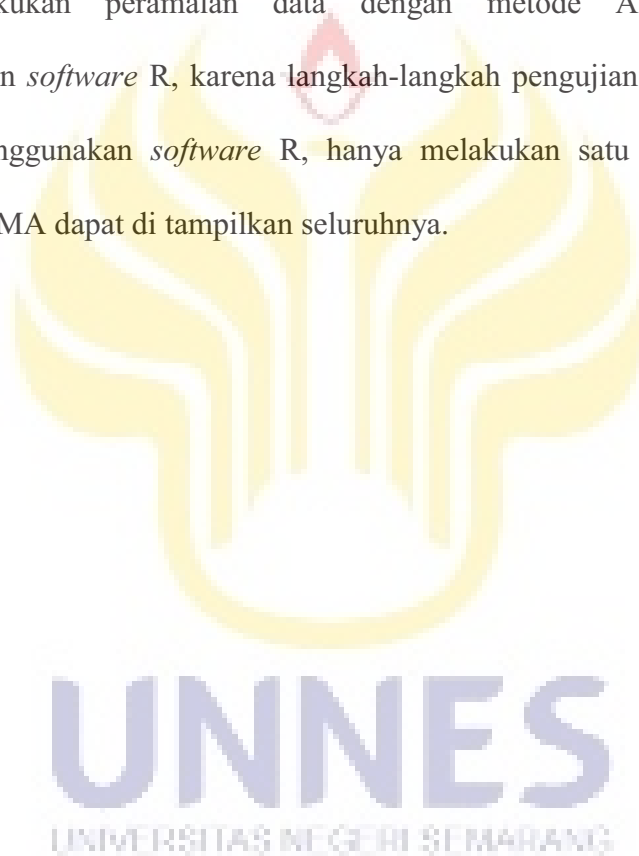 kukan peramalan data dengan metode A
n software R, karena langkah-langkah pengujian
nggunakan software R, hanya melakukan satu
MA dapat di tampilkan seluruhnya.
UNNES
UNIVERSITAS NEGERI SEMARANG